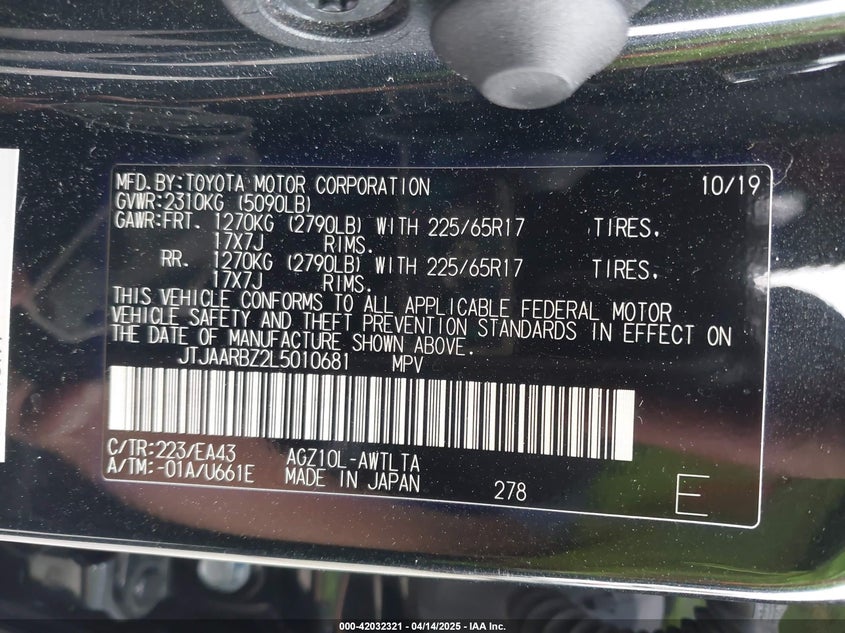 MFD.BY:TOYOTA MOTOR CORPORATION 10/19
GVWR:2310KG (5090LB)
GAWR:FRT. 1270KG (2790LB) WITH 225/65R17 TIRES,
17X7J RIMS.
RR. 1270KG (2790LB) WITH 225/65R17 TIRES,
17X7J RIMS.
THIS VEHICLE CONFORMS TO ALL APPLICABLE FEDERAL MOTOR
VEHICLE SAFETY AND THEFT PREVENTION STANDARDS IN EFFECT ON
THE DATE OF MANUFACTURE SHOWN ABOVE.
JTJAARBZ2L5010681 MPV
C/TR:223/EA43 AGZ10L-AWTLTA
A/TM:-01A/U661E MADE IN JAPAN 278 E
000-42032321 - 04/14/2025 - IAA Inc.